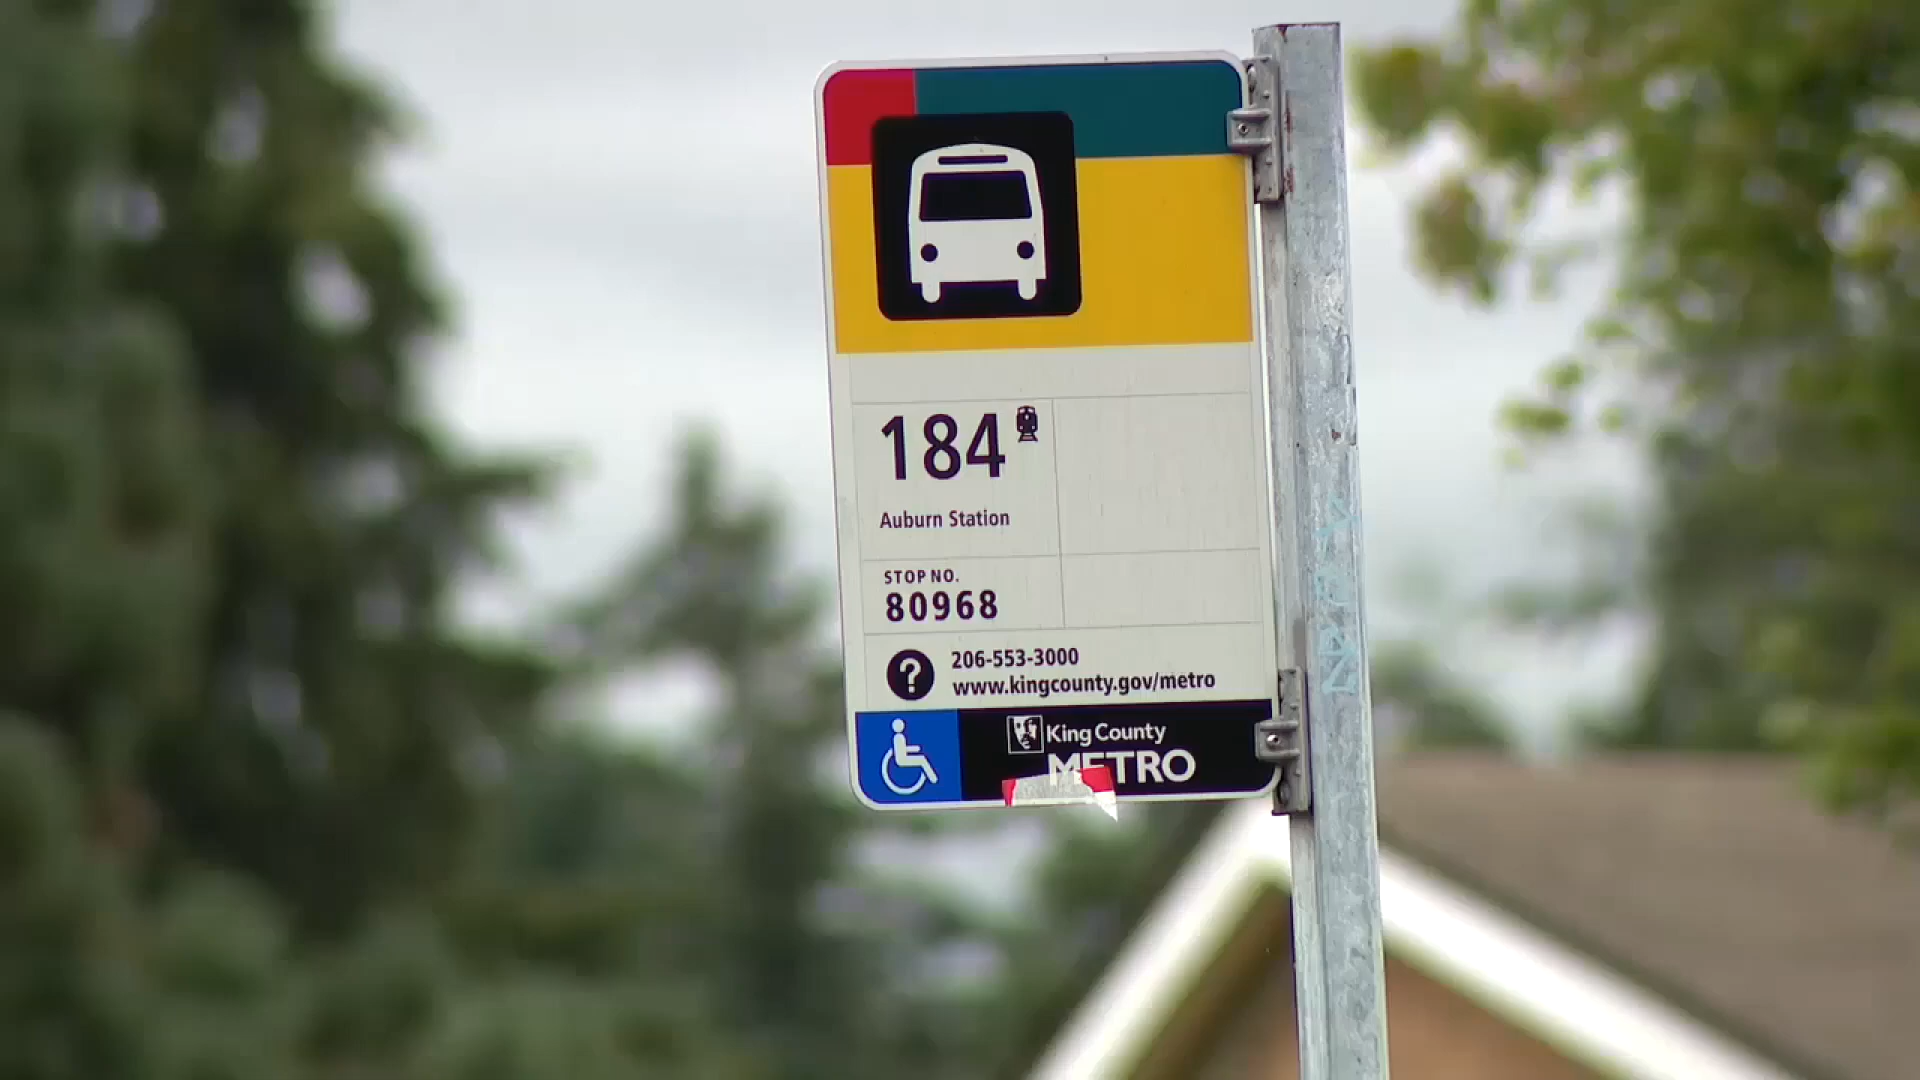 184
Auburn Station
STOP NO.
80968
206-553-3000
www.kingcounty.gov/metro
King County
METRO